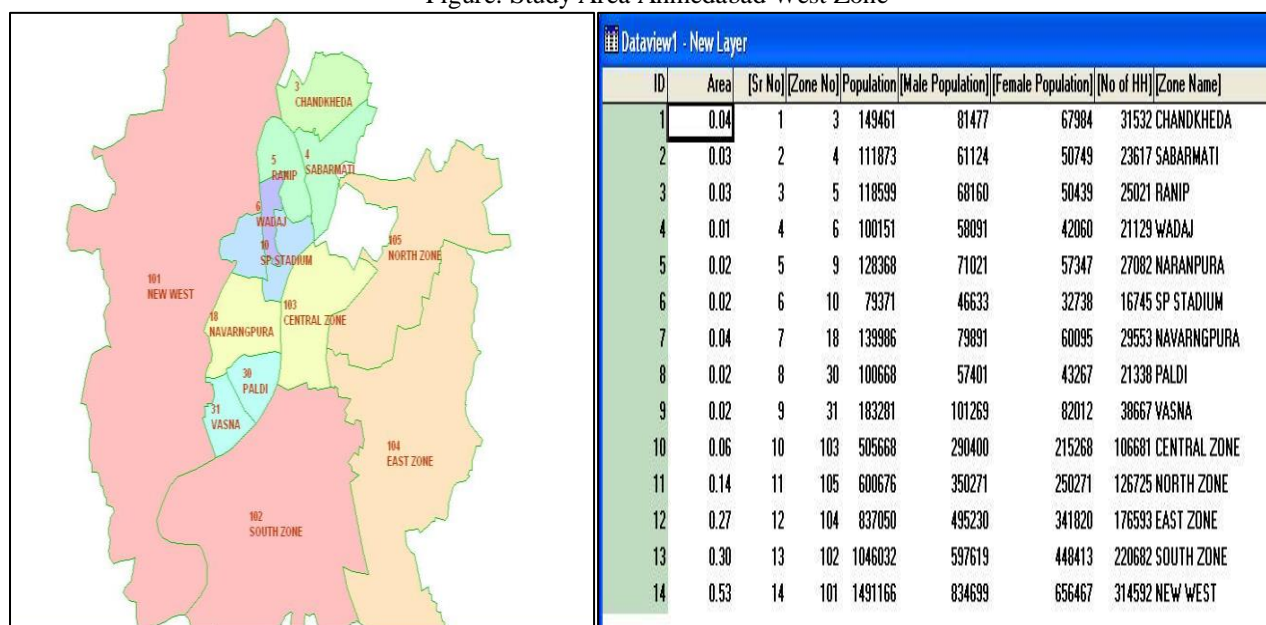 Figure: Study Area Ahmedabad West Zone
3
CHANDKHEDA
5
RANIP
4
SABARMATI
6
WADAJ
10
SP STADIUM
105
NORTH ZONE
101
NEW WEST
103
CENTRAL ZONE
18
NAVARNGPURA
30
PALDI
31
VASNA
104
EAST ZONE
102
SOUTH ZONE
Dataview1 - New Layer
ID Area [Sr No] [Zone No] Population [Male Population] [Female Population] [No of HH] [Zone Name]
1 0.04 1 3 149461 81477 67984 31532 CHANDKHEDA
2 0.03 2 4 111873 61124 50749 23617 SABARMATI
3 0.03 3 5 118599 68160 50439 25021 RANIP
4 0.01 4 6 100151 58091 42060 21129 WADAJ
5 0.02 5 9 128368 71021 57347 27082 NARANPURA
6 0.02 6 10 79371 46633 32738 16745 SP STADIUM
7 0.04 7 18 139986 79891 60095 29553 NAVARNGPURA
8 0.02 8 30 100668 57401 43267 21338 PALDI
9 0.02 9 31 183281 101269 82012 38667 VASNA
10 0.06 10 103 505668 290400 215268 106681 CENTRAL ZONE
11 0.14 11 105 600676 350271 250271 126725 NORTH ZONE
12 0.27 12 104 837050 495230 341820 176593 EAST ZONE
13 0.30 13 102 1046032 597619 448413 220682 SOUTH ZONE
14 0.53 14 101 1491166 834699 656467 314592 NEW WEST